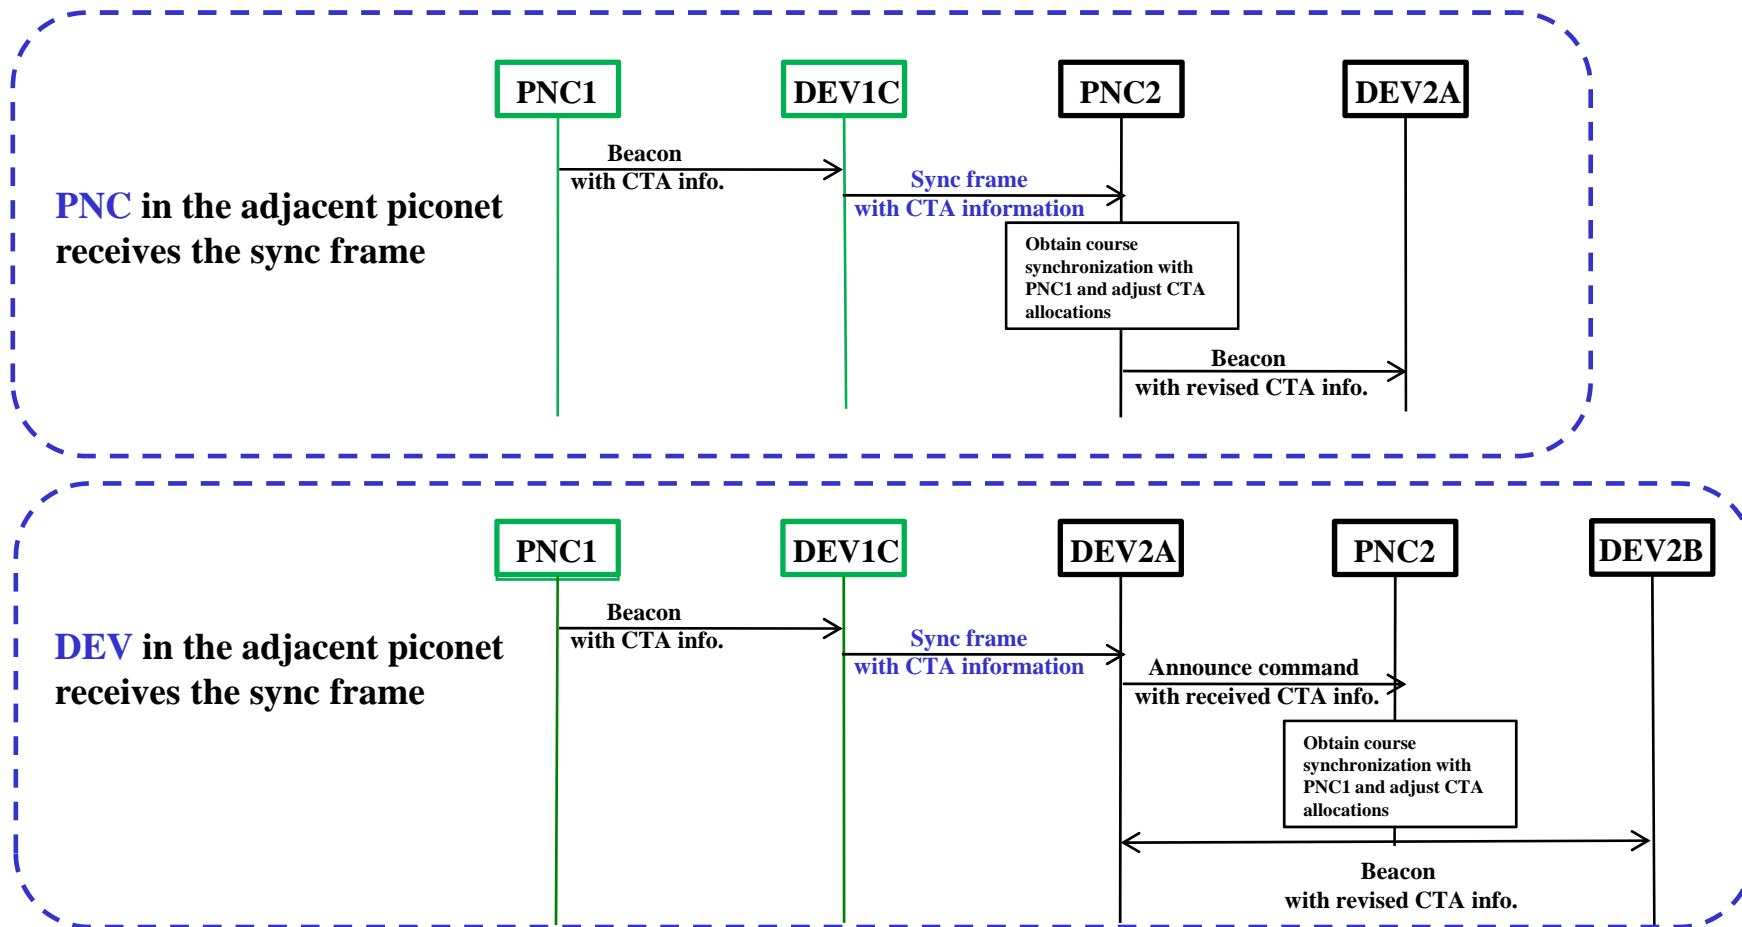 PNC1
DEV1C
PNC2
DEV2A
Beacon
with CTA info.
Sync frame
with CTA information
PNC in the adjacent piconet
receives the sync frame
Obtain course
synchronization with
PNC1 and adjust CTA
allocations
Beacon
with revised CTA info.
PNC1
DEV1C
DEV2A
PNC2
DEV2B
Beacon
with CTA info.
Sync frame
with CTA information
DEV in the adjacent piconet
receives the sync frame
Announce command
with received CTA info.
Obtain course
synchronization with
PNC1 and adjust CTA
allocations
Beacon
with revised CTA info.